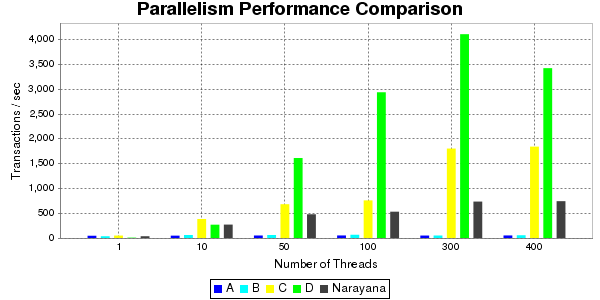 Parallelism Performance Comparison
Transactions / sec
4,000
3,500
3,000
2,500
2,000
1,500
1,000
500
0
1 10 50 100 300 400
Number of Threads
A B C D Narayana